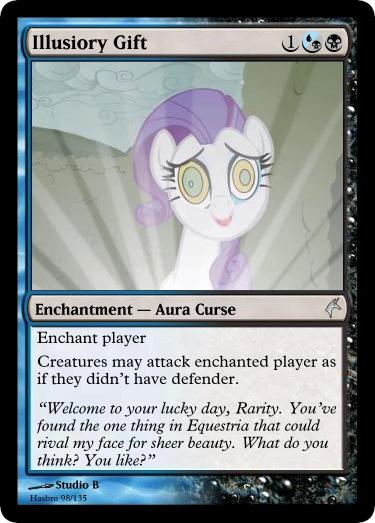 Illusiory Gift 1
Enchantment — Aura Curse
Enchant player
Creatures may attack enchanted player as
if they didn't have defender.
“Welcome to your lucky day, Rarity. You've
found the one thing in Equestria that could
rival my face for sheer beauty. What do you
think? You like?”
Studio B
Hasbro 98/135